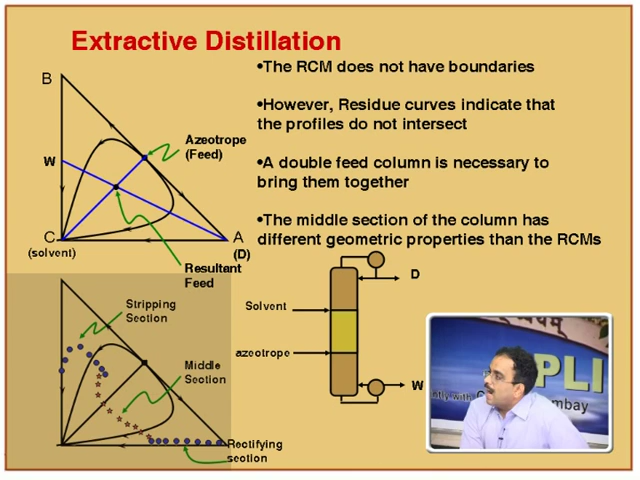 Extractive Distillation
•The RCM does not have boundaries
•However, Residue curves indicate that
the profiles do not intersect
•A double feed column is necessary to
bring them together
•The middle section of the column has
different geometric properties than the RCMs
B
Azeotrope
(Feed)
W
C
(solvent)
A
(D)
Resultant
Feed
Stripping
Section
Middle
Section
Rectifying
section
D
Solvent
azeotrope
W
PLI
ombay